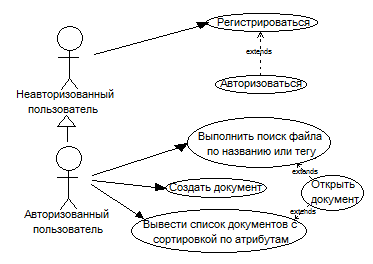 Регистрироваться
extends
Авторизоваться
Неавторизованный
пользователь
Выполнить поиск файла
по названию или тегу
extends
Создать документ
Открыть
документ
Авторизованный
пользователь
extends
Вывести список документов с
сортировкой по атрибутам